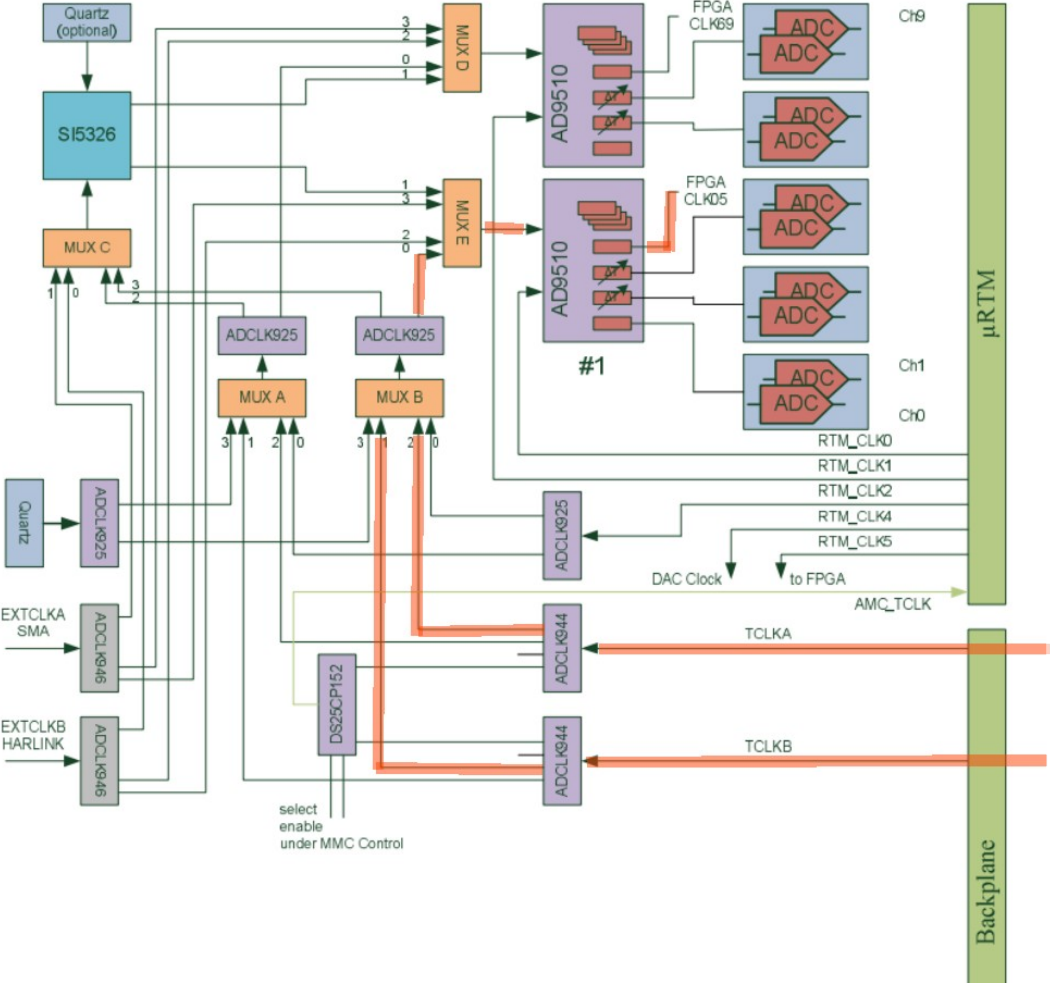 Quartz
(optional)
SI5326
MUX C
1
0
3
2
3
2
0
1
MUX D
1
3
2
0
MUX E
AD9510
ΔT
ΔT
FPGA
CLK69
ADC
ADC
Ch9
ADC
ADC
AD9510
ΔT
ΔT
#1
FPGA
CLK05
ADC
ADC
ADC
ADC
ADC
ADC
Ch1
Ch0
µRTM
ADCLK925
ADCLK925
MUX A
MUX B
3
1
2
0
3
1
2
0
RTM_CLK0
RTM_CLK1
RTM_CLK2
RTM_CLK4
RTM_CLK5
Quartz
ADCLK925
ADCLK925
DAC Clock
to FPGA
AMC_TCLK
EXTCLKA
SMA
ADCLK946
ADCLK944
TCLKA
DS25CP152
EXTCLKB
HARLINK
ADCLK946
ADCLK944
TCLKB
select
enable
under MMC Control
Backplane